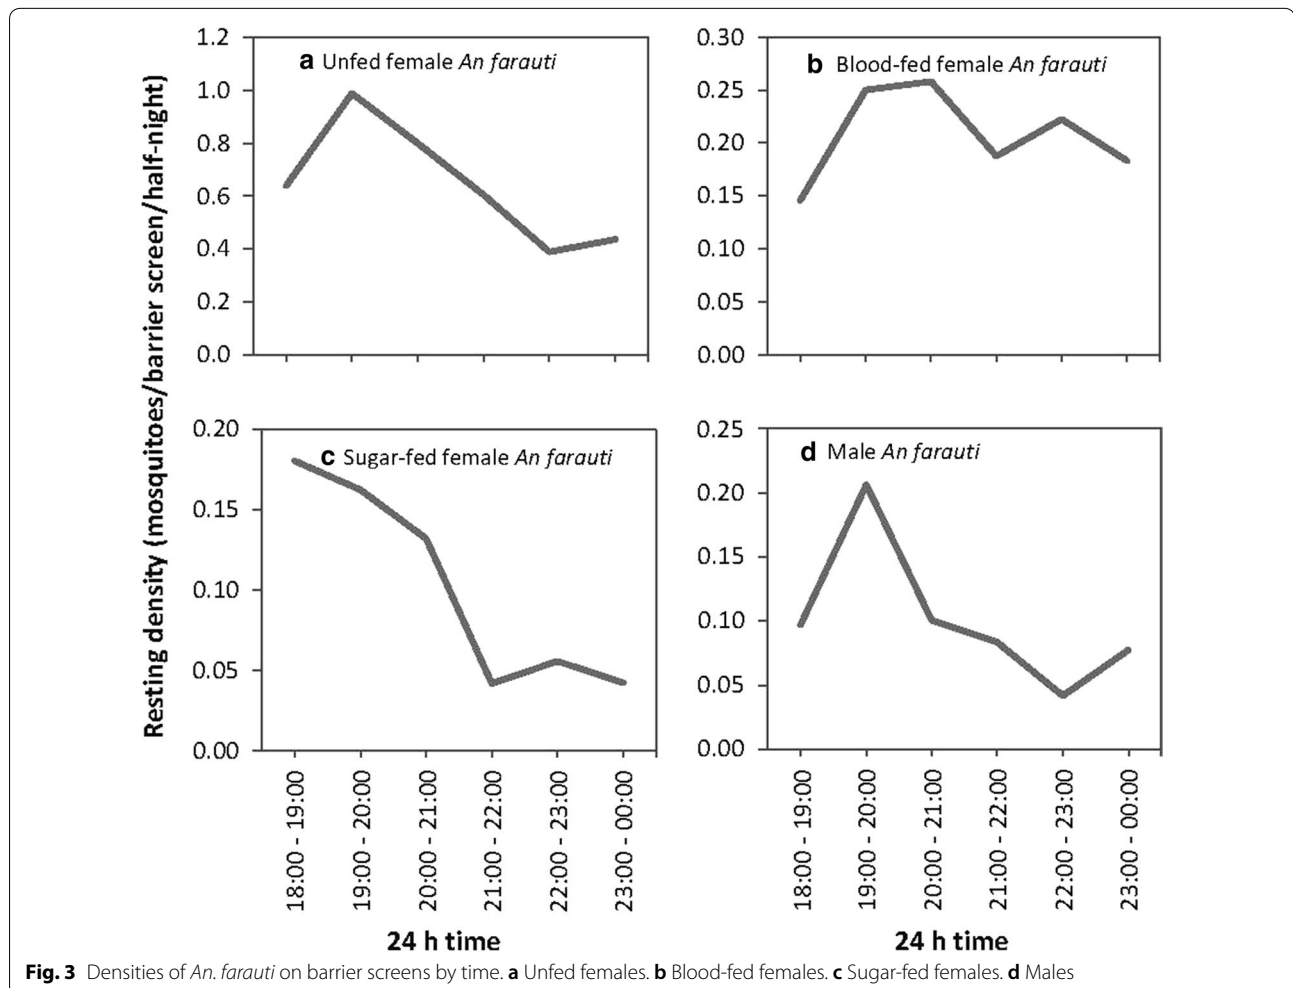 Resting density (mosquitoes/barrier screen/half-night)
a Unfed female An farauti
1.2
1.0
0.8
0.6
0.4
0.2
0.0
b Blood-fed female An farauti
0.30
0.25
0.20
0.15
0.10
0.05
0.00
c Sugar-fed female An farauti
0.20
0.15
0.10
0.05
0.00
18:00 - 19:00
19:00 - 20:00
20:00 - 21:00
21:00 - 22:00
22:00 - 23:00
23:00 - 00:00
24 h time
d Male An farauti
0.25
0.20
0.15
0.10
0.05
0.00
18:00 - 19:00
19:00 - 20:00
20:00 - 21:00
21:00 - 22:00
22:00 - 23:00
23:00 - 00:00
24 h time
Fig. 3 Densities of An. farauti on barrier screens by time. a Unfed females. b Blood-fed females. c Sugar-fed females. d Males